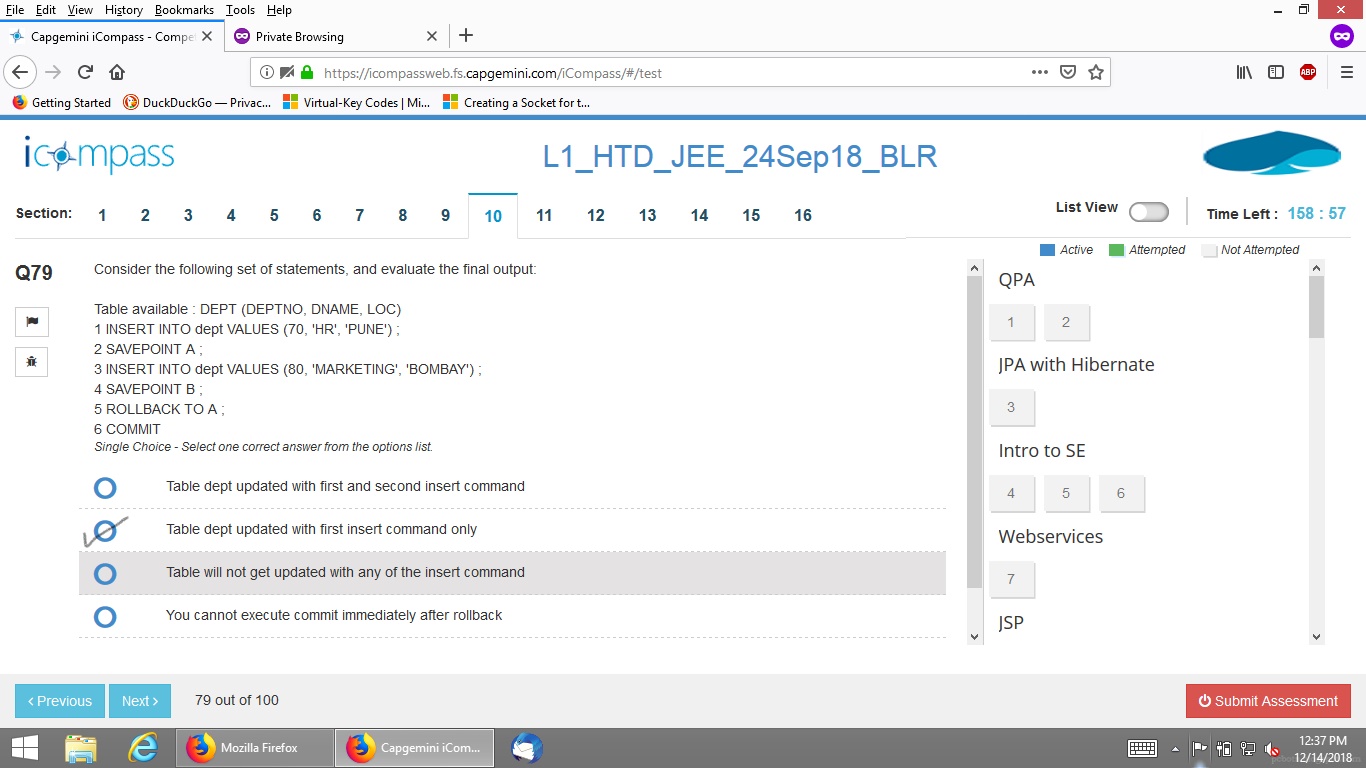 File Edit View History Bookmarks Tools Help
Capgemini iCompass - Compe
Private Browsing
https://icompassweb.fs.capgemini.com/iCompass/#/test
ABP
Getting Started
DuckDuckGo — Privac...
Virtual-Key Codes | Mi...
Creating a Socket for t...
icompass
L1_HTD_JEE_24Sep18_BLR
Section: 1 2 3 4 5 6 7 8 9 10 11 12 13 14 15 16
List View
Time Left : 158 : 57
Active Attempted Not Attempted
Q79
Consider the following set of statements, and evaluate the final output:
Table available : DEPT (DEPTNO, DNAME, LOC)
1 INSERT INTO dept VALUES (70, 'HR', 'PUNE') ;
2 SAVEPOINT A ;
3 INSERT INTO dept VALUES (80, 'MARKETING', 'BOMBAY') ;
4 SAVEPOINT B ;
5 ROLLBACK TO A ;
6 COMMIT
Single Choice - Select one correct answer from the options list.
Table dept updated with first and second insert command
Table dept updated with first insert command only
Table will not get updated with any of the insert command
You cannot execute commit immediately after rollback
QPA
1 2
JPA with Hibernate
3
Intro to SE
4 5 6
Webservices
7
JSP
‹ Previous
Next ›
79 out of 100
Submit Assessment
Mozilla Firefox
Capgemini iCom...
12:37 PM
12/14/2018